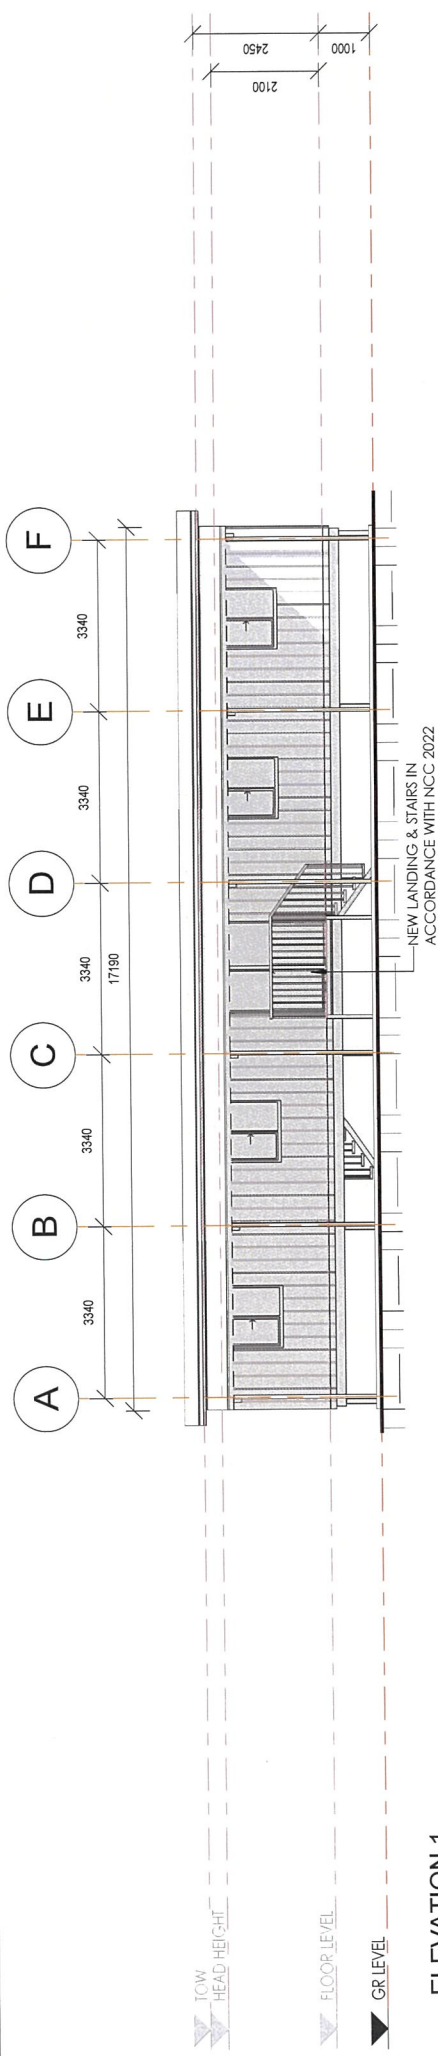 A
B
C
D
E
F
3340
3340
3340
3340
3340
17190
TOW
HEAD HEIGHT
FLOOR LEVEL
GR LEVEL
2450
2100
1000
NEW LANDING & STAIRS IN
ACCORDANCE WITH NCC 2022
ELEVATION 1